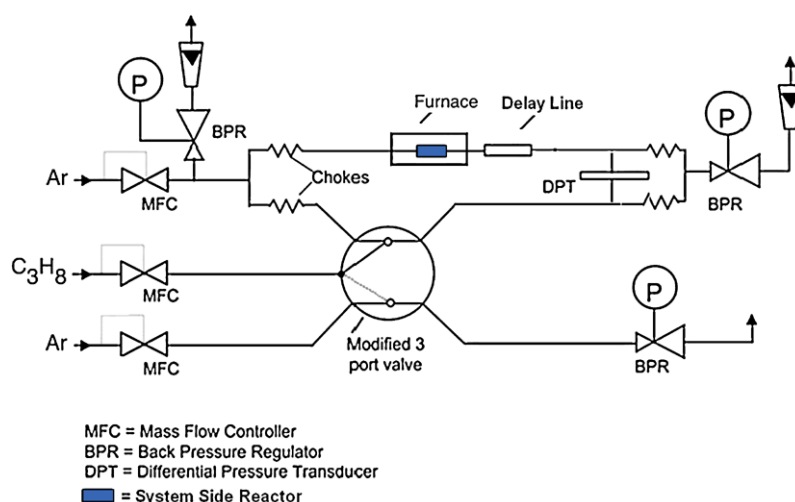 P
BPR
Furnace
Delay Line
P
Ar
MFC
Chokes
DPT
BPR
C3H8
MFC
P
Ar
MFC
Modified 3
port valve
BPR
MFC = Mass Flow Controller
BPR = Back Pressure Regulator
DPT = Differential Pressure Transducer
= System Side Reactor